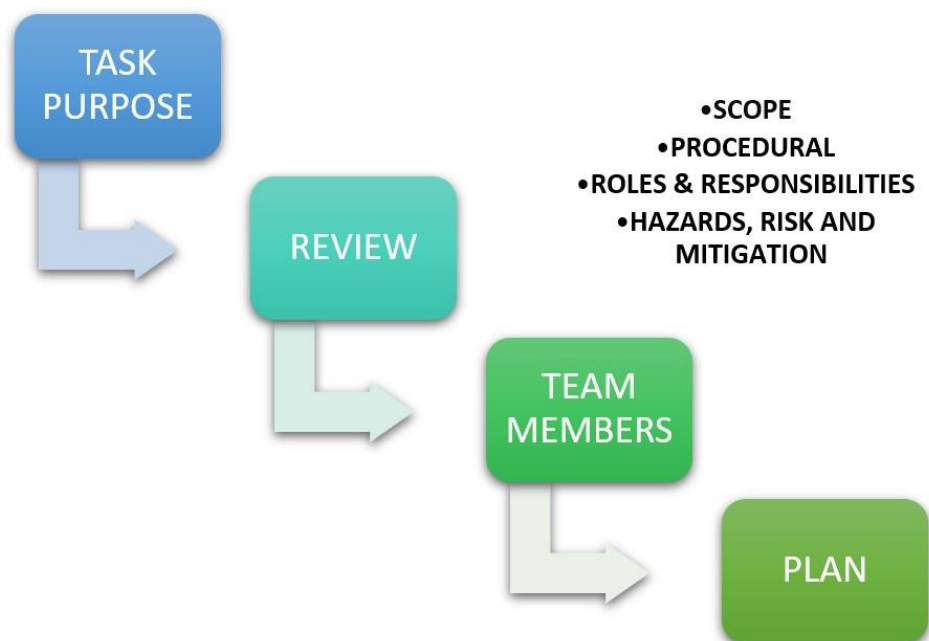 TASK
PURPOSE
•SCOPE
•PROCEDURAL
•ROLES & RESPONSIBILITIES
•HAZARDS, RISK AND
MITIGATION
REVIEW
TEAM
MEMBERS
PLAN